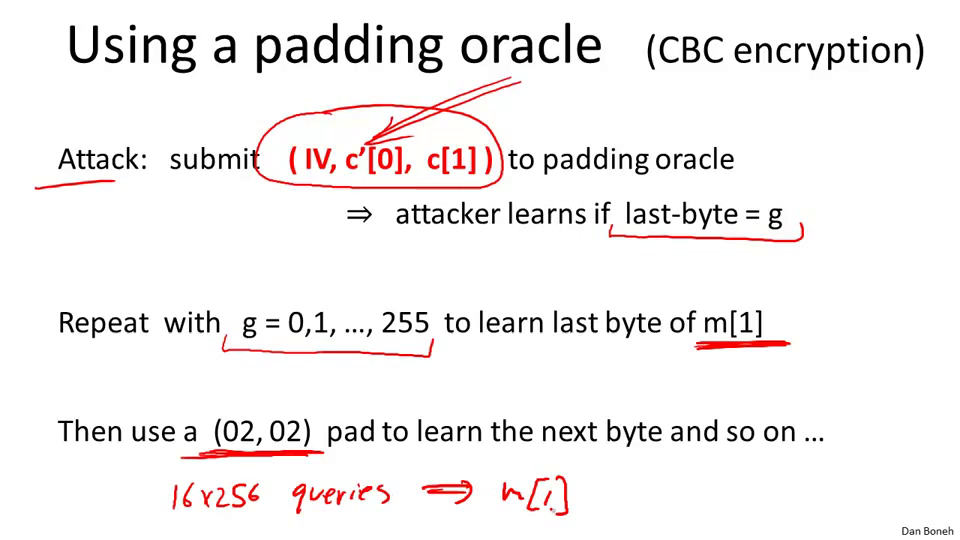 Using a padding oracle (CBC encryption)
Attack: submit ( IV, c'[0], c[1] ) to padding oracle
⇒ attacker learns if last-byte = g
Repeat with g = 0,1, …, 255 to learn last byte of m[1]
Then use a (02, 02) pad to learn the next byte and so on …
16x256 queries ⇒ m[1]
Dan Boneh